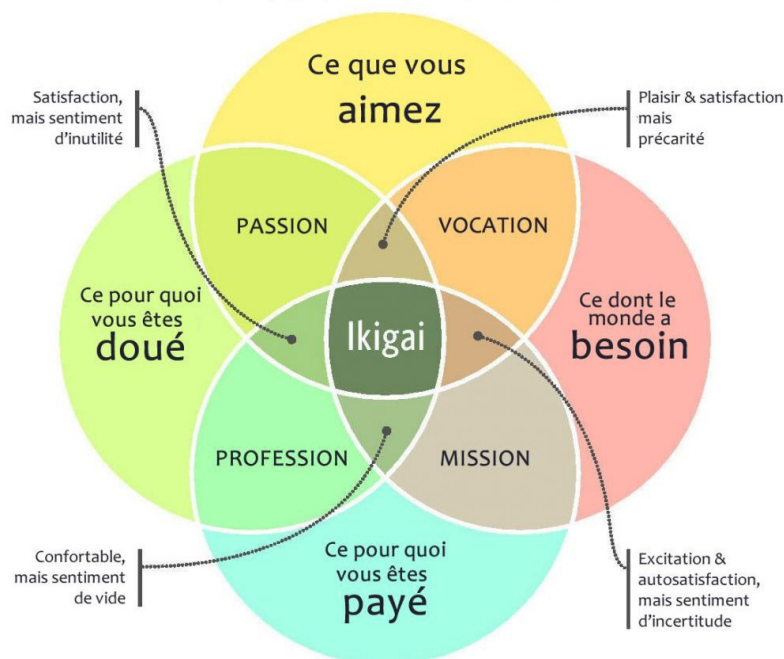 Ce que vous
aimez
Satisfaction,
mais sentiment
d'inutilité
Plaisir & satisfaction
mais
précarité
PASSION
VOCATION
Ce pour quoi
vous êtes
doué
Ikigai
Ce dont le
monde a
besoin
PROFESSION
MISSION
Confortable,
mais sentiment
de vide
Ce pour quoi
vous êtes
payé
Excitation &
autosatisfaction,
mais sentiment
d'incertitude